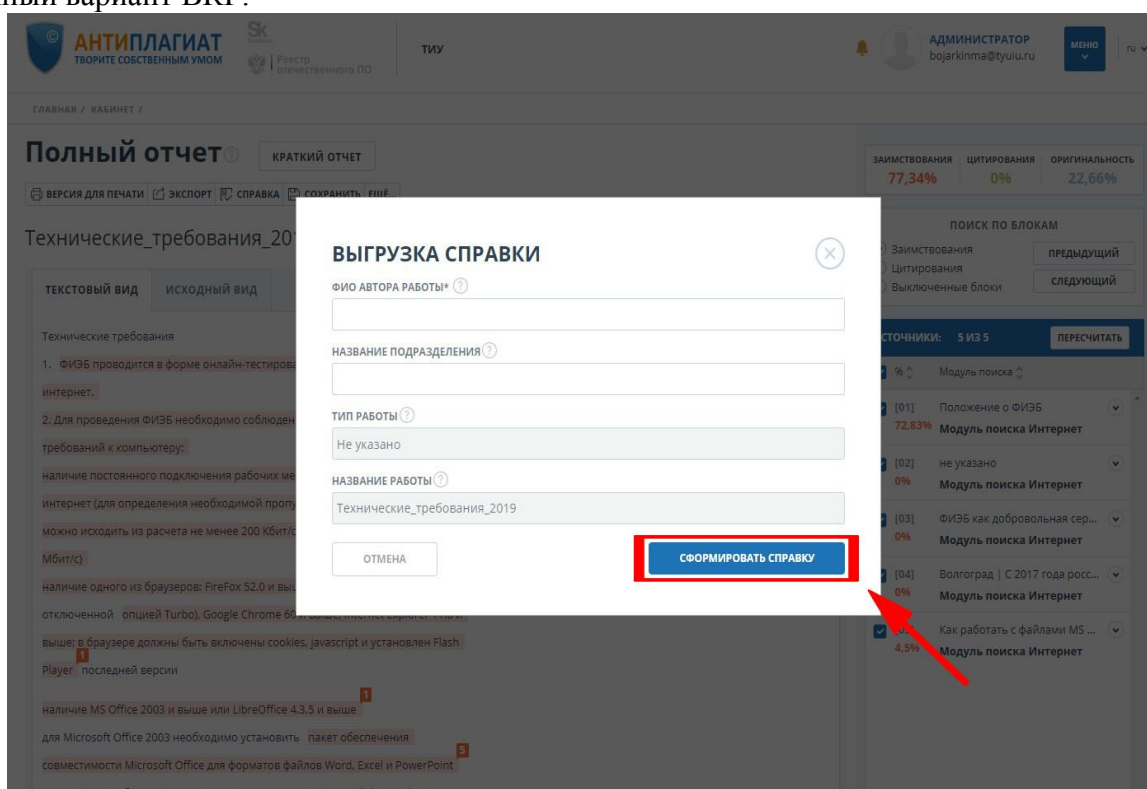 ный вариант ВКР.
АНТИПЛАГИАТ
ТВОРИТЕ СОБСТВЕННЫМ УМОМ
Sk
Реестр
отечественного ПО
ТИУ
АДМИНИСТРАТОР
bojarkinma@tyuiu.ru
МЕНЮ
ru
ГЛАВНАЯ / КАБИНЕТ /
Полный отчет
КРАТКИЙ ОТЧЕТ
ВЕРСИЯ ДЛЯ ПЕЧАТИ ЭКСПОРТ СПРАВКА СОХРАНИТЬ ЕЩЁ...
ЗАИМСТВОВАНИЯ ЦИТИРОВАНИЯ ОРИГИНАЛЬНОСТЬ
77,34% 0% 22,66%
Технические_требования_201
ТЕКСТОВЫЙ ВИД ИСХОДНЫЙ ВИД
Технические требования
1. ФИЭБ проводится в форме онлайн-тестирова
интернет.
2. Для проведения ФИЭБ необходимо соблюден
требований к компьютеру:
наличие постоянного подключения рабочих ме
интернет (для определения необходимой пропу
можно исходить из расчета не менее 200 Кбит/с
Мбит/с)
наличие одного из браузеров: FireFox 52.0 и выш
отключенной опцией Turbo), Google Chrome 60
выше; в браузере должны быть включены cookies, javascript и установлен Flash
1
Player последней версии
1
наличие MS Office 2003 и выше или LibreOffice 4.3.5 и выше
для Microsoft Office 2003 необходимо установить пакет обеспечения
5
совместимости Microsoft Office для форматов файлов Word, Excel и PowerPoint
ВЫГРУЗКА СПРАВКИ
ФИО АВТОРА РАБОТЫ*
НАЗВАНИЕ ПОДРАЗДЕЛЕНИЯ
ТИП РАБОТЫ
Не указано
НАЗВАНИЕ РАБОТЫ
Технические_требования_2019
ОТМЕНА
СФОРМИРОВАТЬ СПРАВКУ
ПОИСК ПО БЛОКАМ
Заимствования
Цитирования
Выключенные блоки
ПРЕДЫДУЩИЙ
СЛЕДУЮЩИЙ
СТОЧНИКИ: 5 ИЗ 5
ПЕРЕСЧИТАТЬ
% Модуль поиска
[01] Положение о ФИЭБ
72,83% Модуль поиска Интернет
[02] не указано
0% Модуль поиска Интернет
[03] ФИЭБ как добровольная сер...
0% Модуль поиска Интернет
[04] Волгоград | С 2017 года росс...
0% Модуль поиска Интернет
Как работать с файлами MS ...
4,5% Модуль поиска Интернет